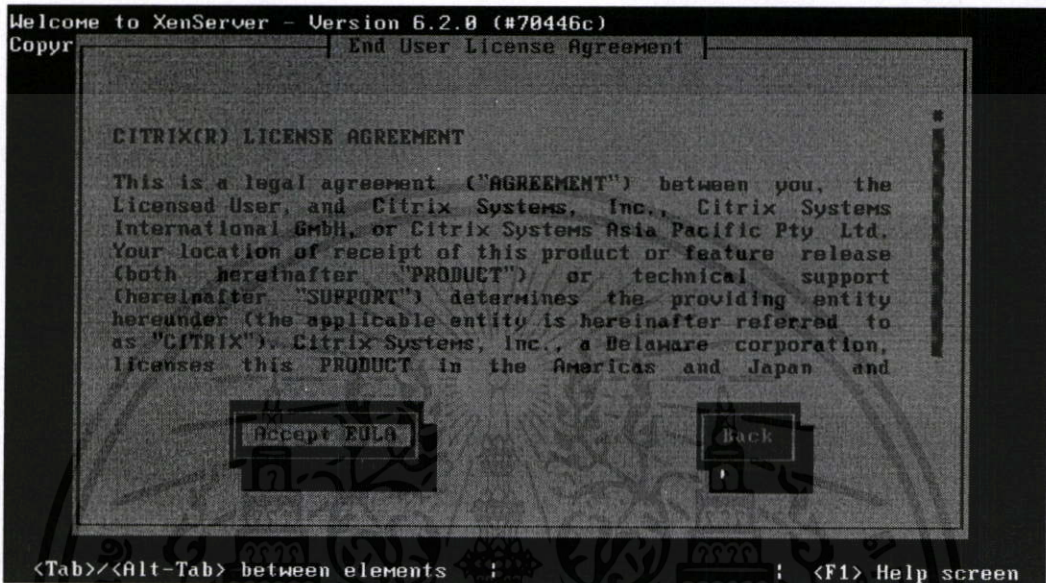 Welcome to XenServer - Version 6.2.0 (#70446c)
Copyr
End User License Agreement
CITRIX(R) LICENSE AGREEMENT
This is a legal agreement ("AGREEMENT") between you, the
Licensed User, and Citrix Systems, Inc., Citrix Systems
International GmbH, or Citrix Systems Asia Pacific Pty Ltd.
Your location of receipt of this product or feature release
(both hereinafter "PRODUCT") or technical support
(hereinafter "SUPPORT") determines the providing entity
hereunder (the applicable entity is hereinafter referred to
as "CITRIX"). Citrix Systems, Inc., a Delaware corporation,
licenses this PRODUCT in the Americas and Japan and
Accept EULA Back
<Tab>/<Alt-Tab> between elements | | <F1> Help screen